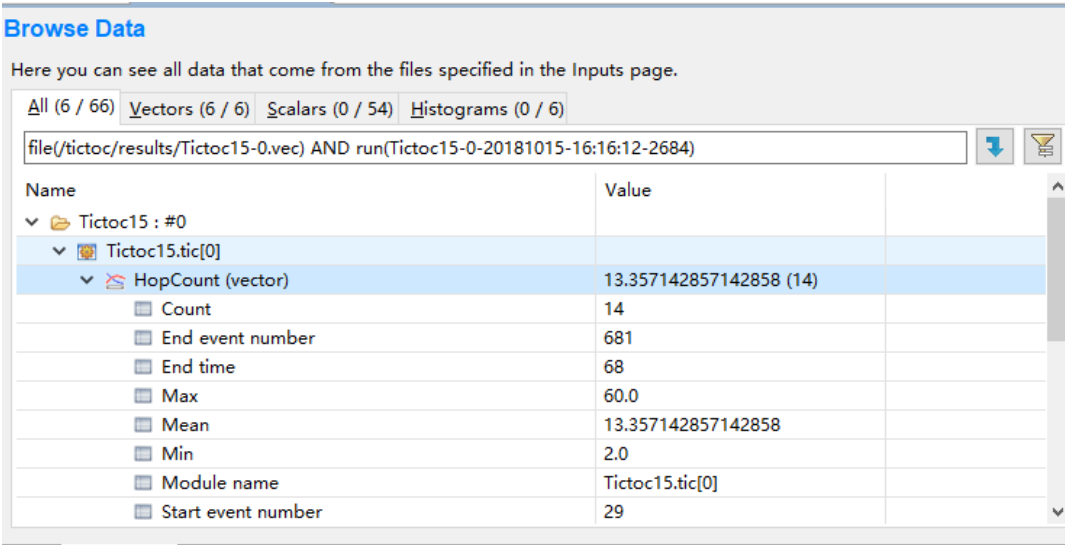 Browse Data
Here you can see all data that come from the files specified in the Inputs page.
All (6 / 66) Vectors (6 / 6) Scalars (0 / 54) Histograms (0 / 6)
file(/tictoc/results/Tictoc15-0.vec) AND run(Tictoc15-0-20181015-16:16:12-2684)
Name Value
Tictoc15 : #0
Tictoc15.tic[0]
HopCount (vector) 13.357142857142858 (14)
Count 14
End event number 681
End time 68
Max 60.0
Mean 13.357142857142858
Min 2.0
Module name Tictoc15.tic[0]
Start event number 29